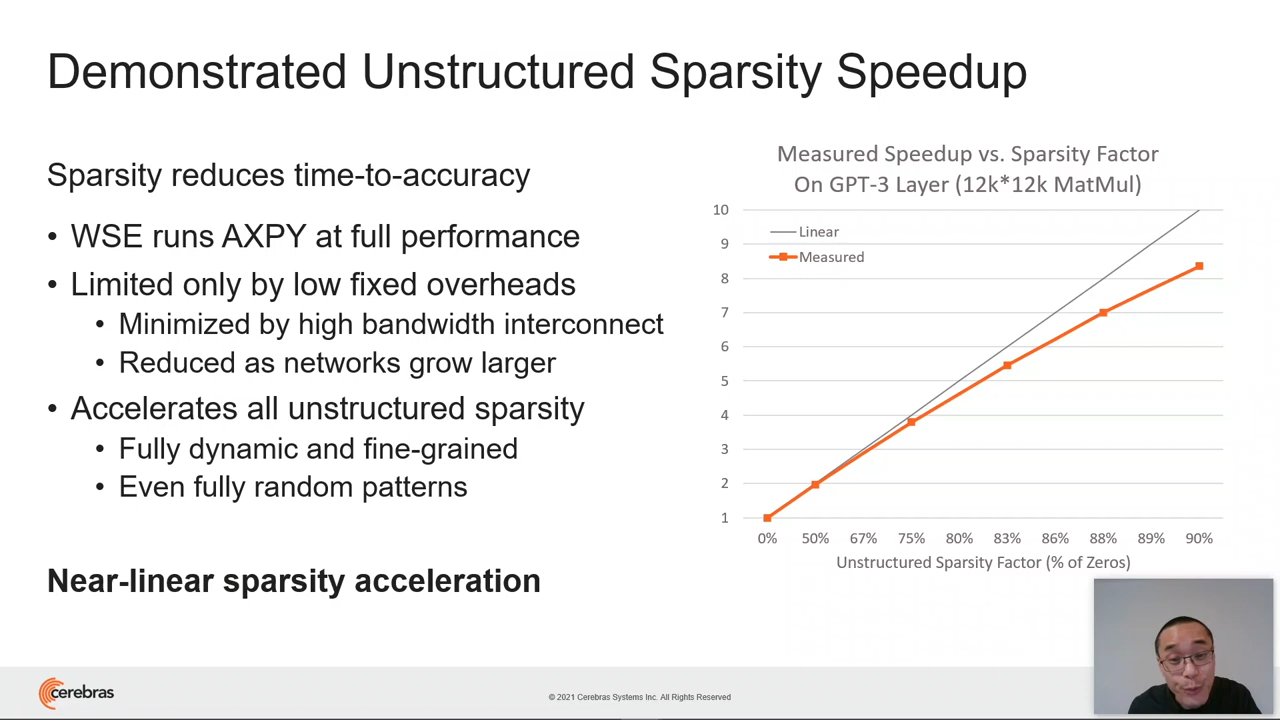 Demonstrated Unstructured Sparsity Speedup
Sparsity reduces time-to-accuracy
• WSE runs AXPY at full performance
• Limited only by low fixed overheads
• Minimized by high bandwidth interconnect
• Reduced as networks grow larger
• Accelerates all unstructured sparsity
• Fully dynamic and fine-grained
• Even fully random patterns
Near-linear sparsity acceleration
Measured Speedup vs. Sparsity Factor
On GPT-3 Layer (12k*12k MatMul)
Linear
Measured
10
9
8
7
6
5
4
3
2
1
0% 50% 67% 75% 80% 83% 86% 88% 89% 90%
Unstructured Sparsity Factor (% of Zeros)
cerebras
© 2021 Cerebras Systems Inc. All Rights Reserved